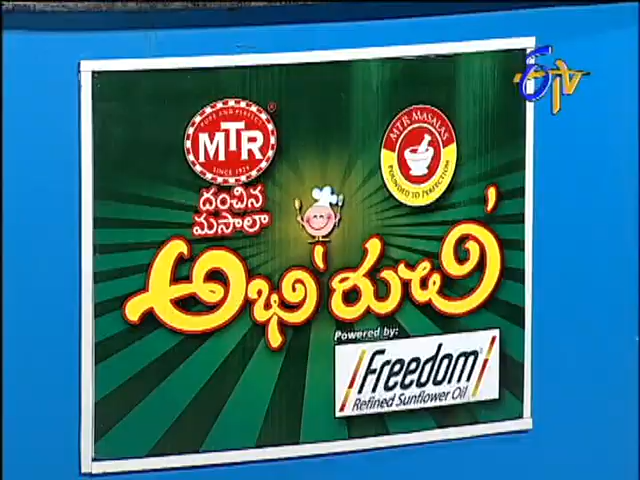 eTV
MTR
PURE AND PERFECT
SINCE 1924
దంచిన
మసాలా
MTR MASALAS
POUNDED TO PERFECTION
అభి'రుచి'
Powered by:
Freedom
Refined Sunflower Oil